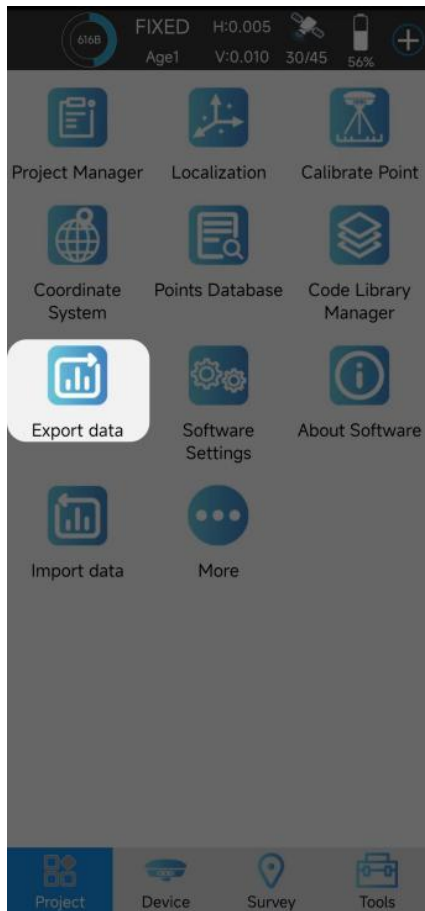 616B
FIXED
H:0.005
Age1
V:0.010
30/45
56%
Project Manager
Localization
Calibrate Point
Coordinate
System
Points Database
Code Library
Manager
Export data
Software
Settings
About Software
Import data
More
Project
Device
Survey
Tools